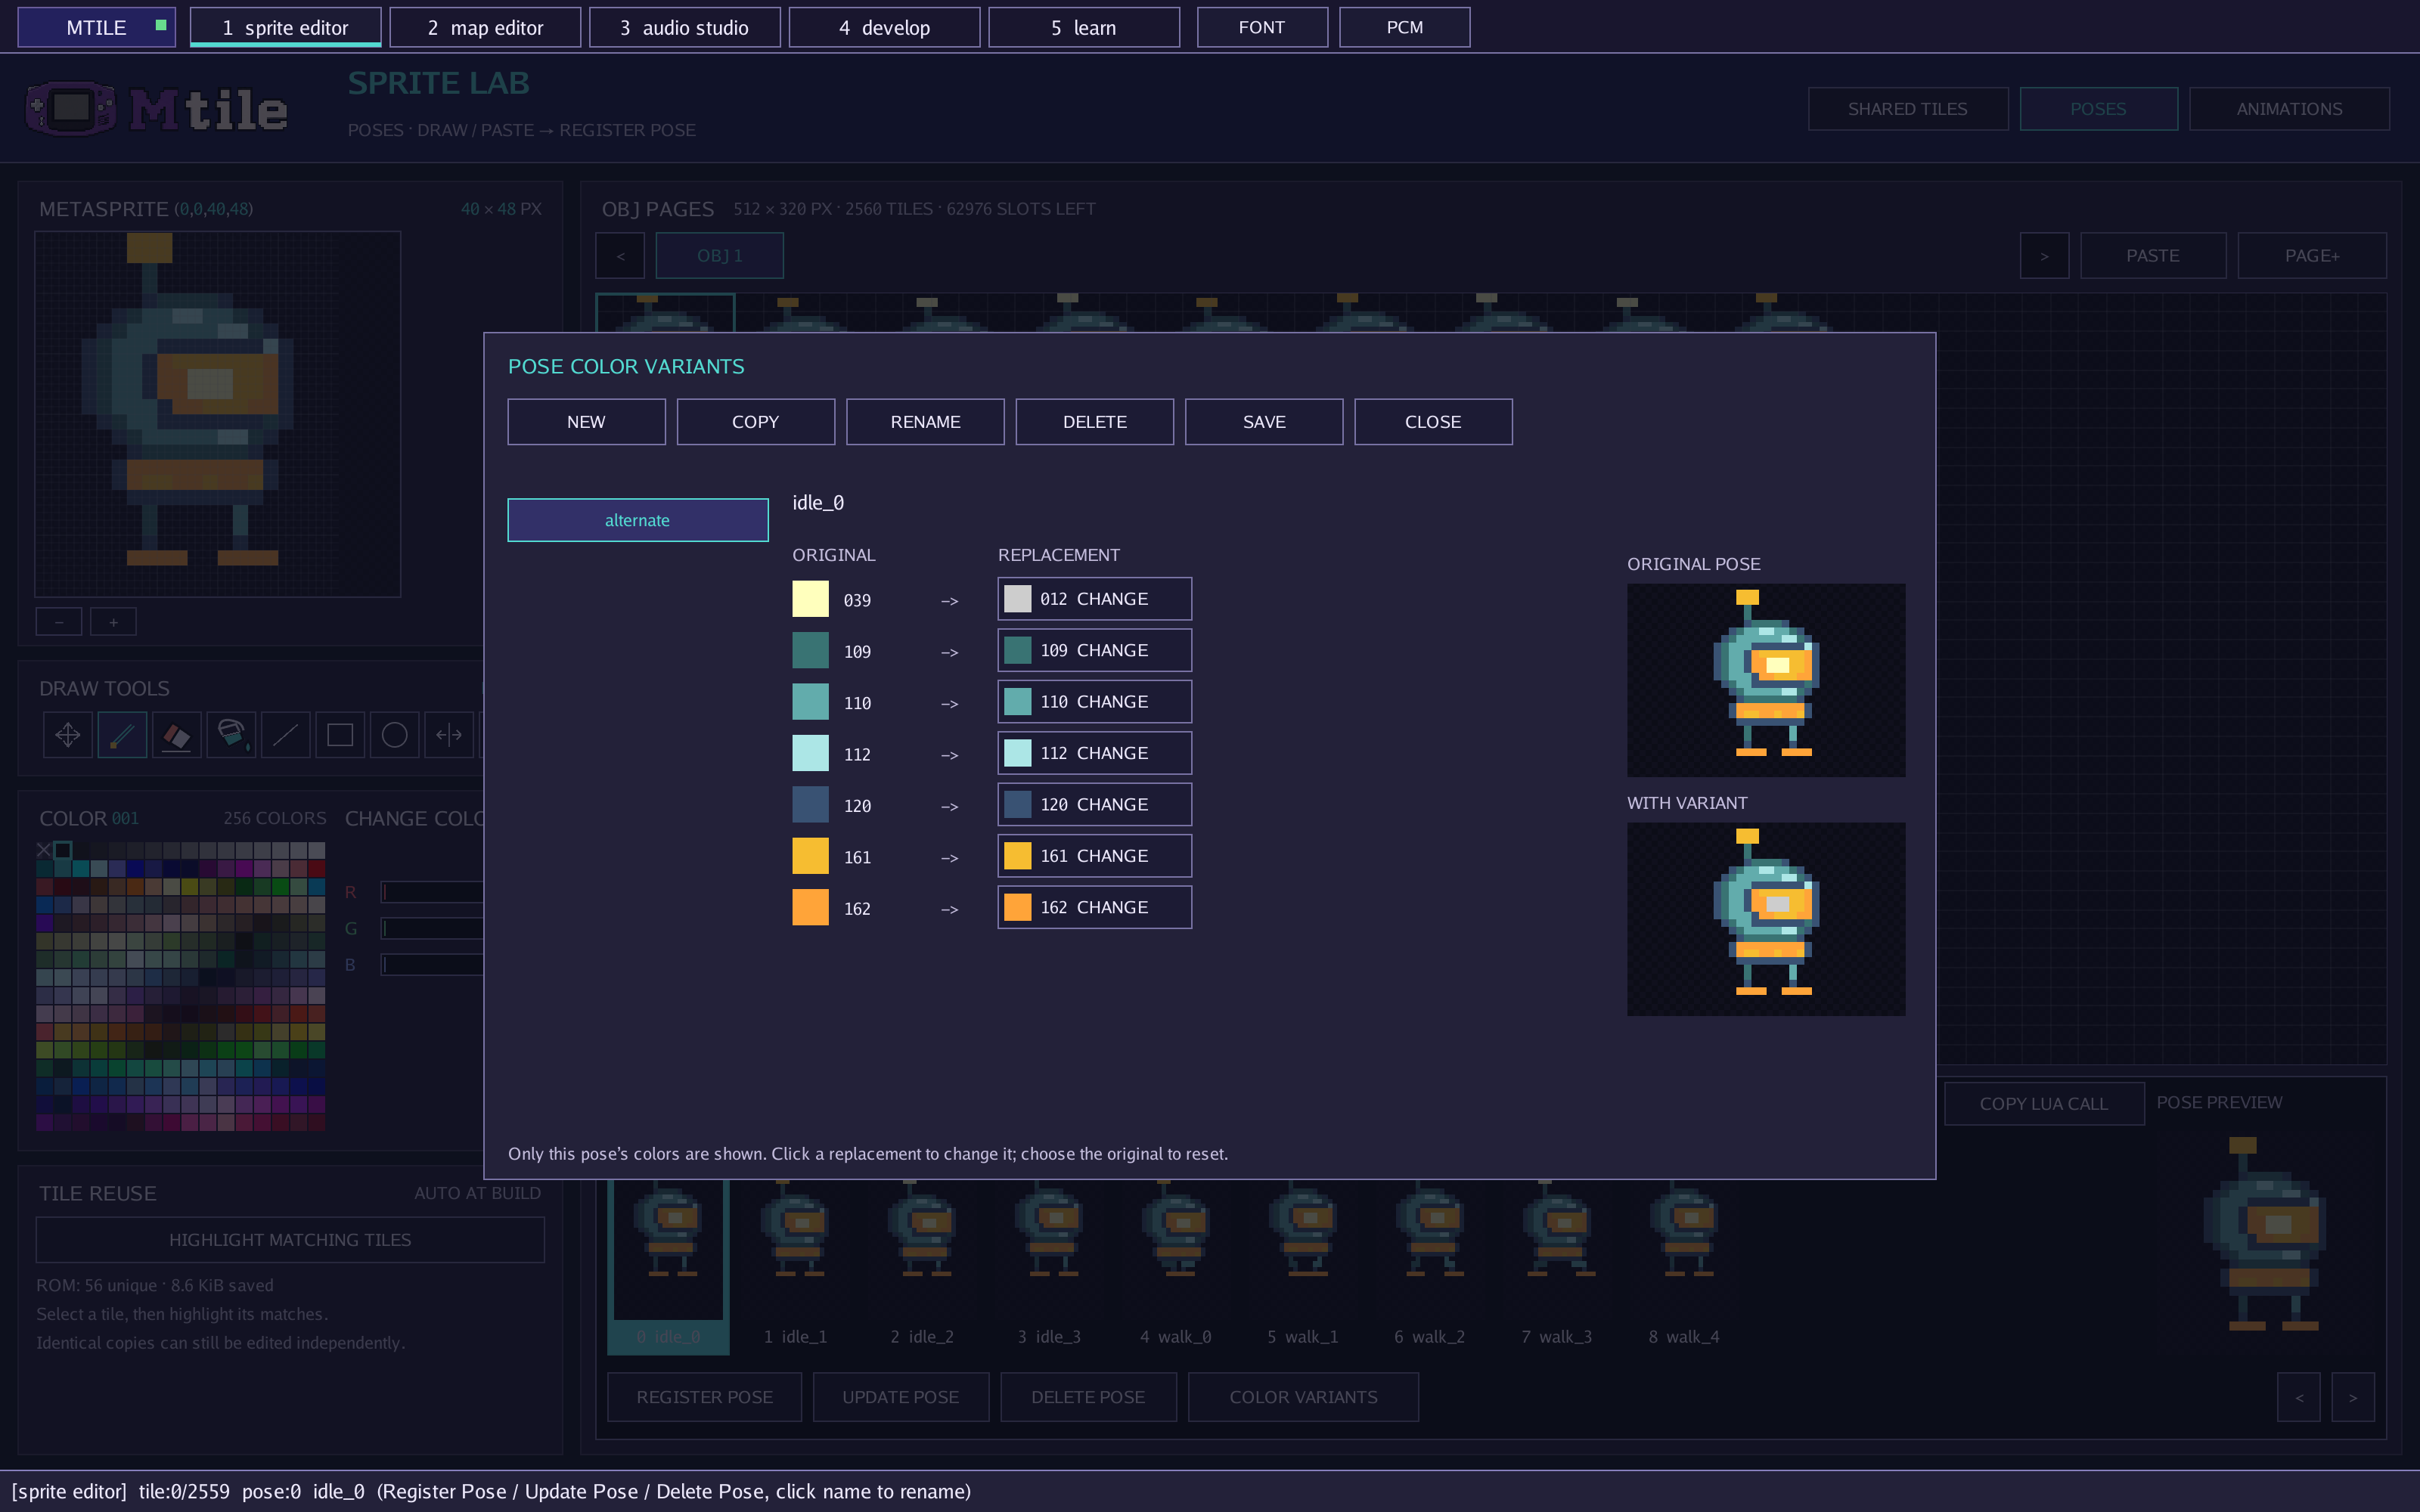 MTILE
1 sprite editor
2 map editor
3 audio studio
4 develop
5 learn
FONT
PCM
Mtile
SPRITE LAB
POSES · DRAW / PASTE → REGISTER POSE
SHARED TILES
POSES
ANIMATIONS
METASPRITE (0,0,40,48)
40 × 48 PX
OBJ PAGES 512 × 320 PX · 2560 TILES · 62976 SLOTS LEFT
<
OBJ 1
>
PASTE
PAGE+
POSE COLOR VARIANTS
NEW
COPY
RENAME
DELETE
SAVE
CLOSE
alternate
idle_0
ORIGINAL
REPLACEMENT
039 —> 012 CHANGE
109 —> 109 CHANGE
110 —> 110 CHANGE
112 —> 112 CHANGE
120 —> 120 CHANGE
161 —> 161 CHANGE
162 —> 162 CHANGE
ORIGINAL POSE
WITH VARIANT
Only this pose's colors are shown. Click a replacement to change it; choose the original to reset.
−
+
DRAW TOOLS
COLOR 001
256 COLORS
CHANGE COLO
R
G
B
TILE REUSE
AUTO AT BUILD
HIGHLIGHT MATCHING TILES
ROM: 56 unique · 8.6 KiB saved
Select a tile, then highlight its matches.
Identical copies can still be edited independently.
COPY LUA CALL
POSE PREVIEW
0 idle_0
1 idle_1
2 idle_2
3 idle_3
4 walk_0
5 walk_1
6 walk_2
7 walk_3
8 walk_4
REGISTER POSE
UPDATE POSE
DELETE POSE
COLOR VARIANTS
<
>
[sprite editor] tile:0/2559 pose:0 idle_0 (Register Pose / Update Pose / Delete Pose, click name to rename)